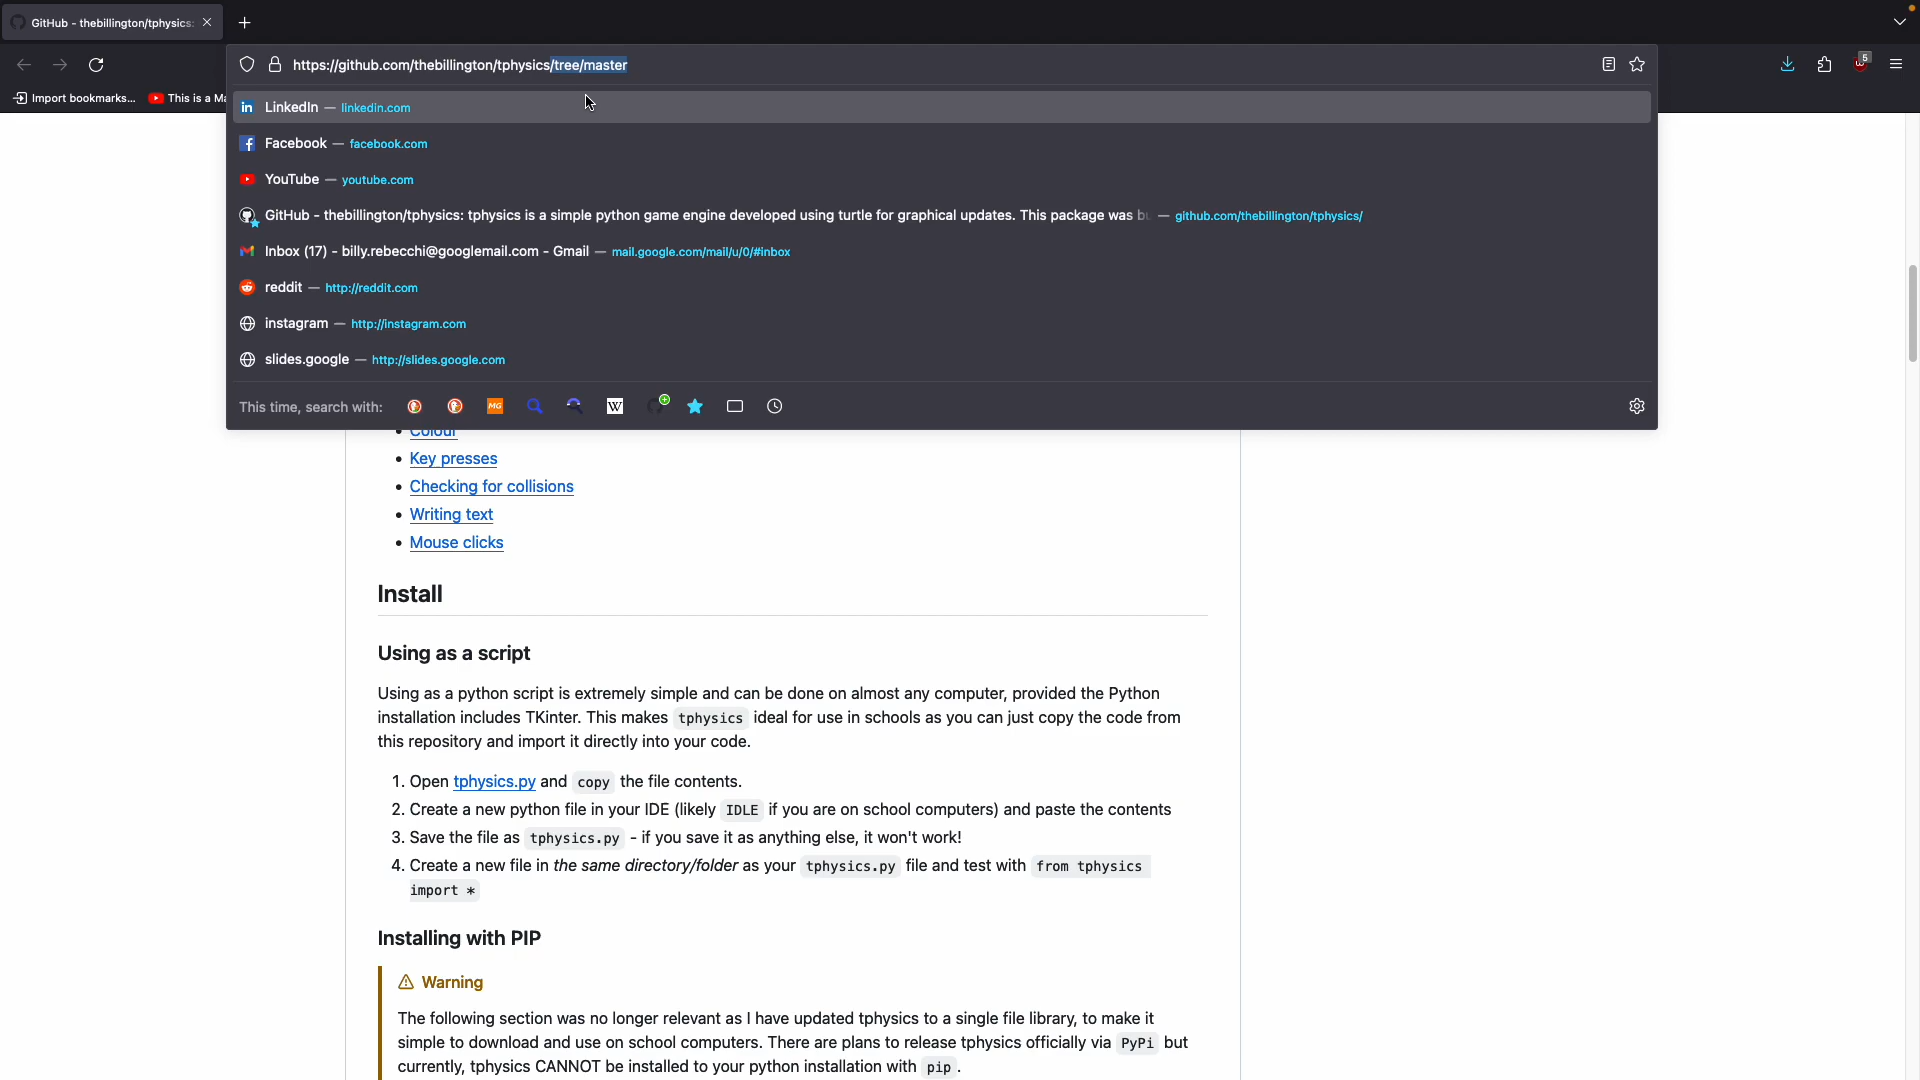 GitHub - thebillington/tphysics:
https://github.com/thebillington/tphysics/tree/master
5
Import bookmarks...
This is a Ma
LinkedIn — linkedin.com
Facebook — facebook.com
YouTube — youtube.com
GitHub - thebillington/tphysics: tphysics is a simple python game engine developed using turtle for graphical updates. This package was bu — github.com/thebillington/tphysics/
Inbox (17) - billy.rebecchi@googlemail.com - Gmail — mail.google.com/mail/u/0/#inbox
reddit — http://reddit.com
instagram — http://instagram.com
slides.google — http://slides.google.com
This time, search with:
MG
W
Colour
Key presses
Checking for collisions
Writing text
Mouse clicks
Install
Using as a script
Using as a python script is extremely simple and can be done on almost any computer, provided the Python
installation includes TKinter. This makes tphysics ideal for use in schools as you can just copy the code from
this repository and import it directly into your code.
1. Open tphysics.py and copy the file contents.
2. Create a new python file in your IDE (likely IDLE if you are on school computers) and paste the contents
3. Save the file as tphysics.py - if you save it as anything else, it won't work!
4. Create a new file in the same directory/folder as your tphysics.py file and test with from tphysics
import *
Installing with PIP
Warning
The following section was no longer relevant as I have updated tphysics to a single file library, to make it
simple to download and use on school computers. There are plans to release tphysics officially via PyPi but
currently, tphysics CANNOT be installed to your python installation with pip.